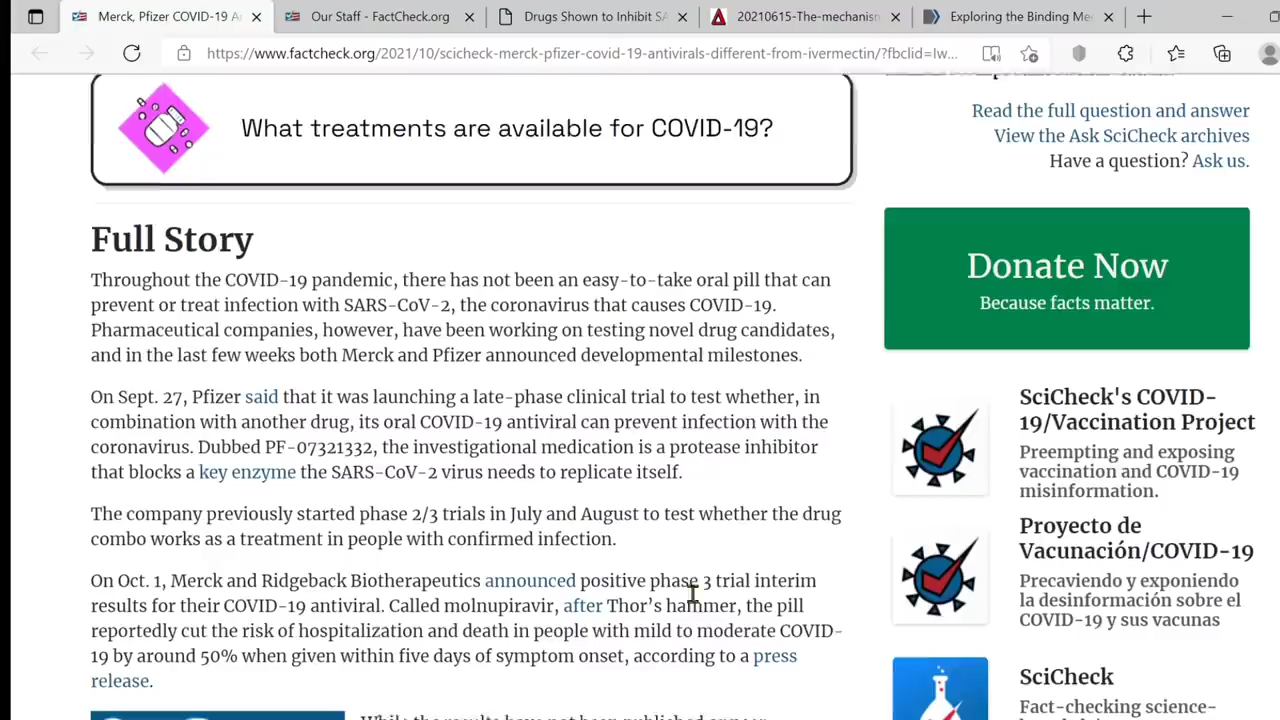 Merck, Pfizer COVID-19 A
Our Staff - FactCheck.org
Drugs Shown to Inhibit SA
20210615-The-mechanism
Exploring the Binding Me
https://www.factcheck.org/2021/10/scicheck-merck-pfizer-covid-19-antivirals-different-from-ivermectin/?fbclid=Iw...
What treatments are available for COVID-19?
Read the full question and answer
View the Ask SciCheck archives
Have a question? Ask us.
Donate Now
Because facts matter.
Full Story
Throughout the COVID-19 pandemic, there has not been an easy-to-take oral pill that can
prevent or treat infection with SARS-CoV-2, the coronavirus that causes COVID-19.
Pharmaceutical companies, however, have been working on testing novel drug candidates,
and in the last few weeks both Merck and Pfizer announced developmental milestones.
On Sept. 27, Pfizer said that it was launching a late-phase clinical trial to test whether, in
combination with another drug, its oral COVID-19 antiviral can prevent infection with the
coronavirus. Dubbed PF-07321332, the investigational medication is a protease inhibitor
that blocks a key enzyme the SARS-CoV-2 virus needs to replicate itself.
The company previously started phase 2/3 trials in July and August to test whether the drug
combo works as a treatment in people with confirmed infection.
On Oct. 1, Merck and Ridgeback Biotherapeutics announced positive phase 3 trial interim
results for their COVID-19 antiviral. Called molnupiravir, after Thor's hammer, the pill
reportedly cut the risk of hospitalization and death in people with mild to moderate COVID-
19 by around 50% when given within five days of symptom onset, according to a press
release.
While the results have not been published
SciCheck's COVID-
19/Vaccination Project
Preempting and exposing
vaccination and COVID-19
misinformation.
Proyecto de
Vacunación/COVID-19
Precaviendo y exponiendo
la desinformación sobre el
COVID-19 y sus vacunas
SciCheck
Fact-checking science-